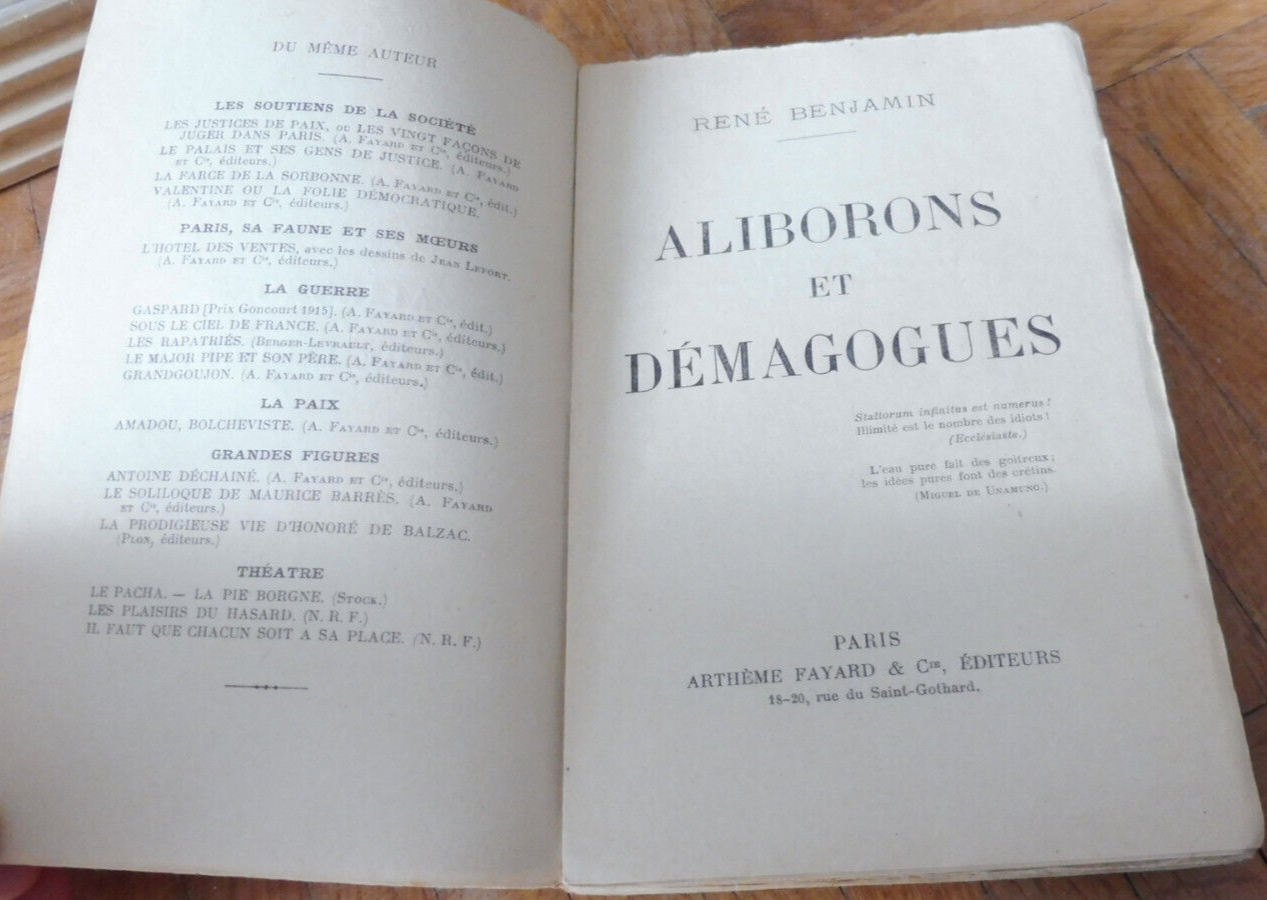 DU MÊME AUTEUR
LES SOUTIENS DE LA SOCIÉTÉ
LES JUSTICES DE PAIX, ou LES VINGT FAÇONS DE
JUGER DANS PARIS. (A. FAYARD ET Cie, éditeurs.)
LE PALAIS ET SES GENS DE JUSTICE. (A. FAYARD
ET Cie, éditeurs.)
LA FARCE DE LA SORBONNE. (A. FAYARD ET Cie, édit.)
VALENTINE OU LA FOLIE DÉMOCRATIQUE.
(A. FAYARD ET Cie, éditeurs.)
PARIS, SA FAUNE ET SES MŒURS
L'HOTEL DES VENTES, avec les dessins de JEAN LEFORT.
(A. FAYARD ET Cie, éditeurs.)
LA GUERRE
GASPARD [Prix Goncourt 1915]. (A. FAYARD ET Cie, édit.)
SOUS LE CIEL DE FRANCE. (A. FAYARD ET Cie, éditeurs.)
LES RAPATRIÉS. (BERGER-LEVRAULT, éditeurs.)
LE MAJOR PIPE ET SON PÈRE. (A. FAYARD ET Cie, édit.)
GRANDGOUJON. (A. FAYARD ET Cie, éditeurs.)
LA PAIX
AMADOU, BOLCHEVISTE. (A. FAYARD ET Cie, éditeurs.)
GRANDES FIGURES
ANTOINE DÉCHAINÉ. (A. FAYARD ET Cie, éditeurs.)
LE SOLILOQUE DE MAURICE BARRÈS. (A. FAYARD
ET Cie, éditeurs.)
LA PRODIGIEUSE VIE D'HONORÉ DE BALZAC.
(PLON, éditeurs.)
THÉATRE
LE PACHA. — LA PIE BORGNE. (STOCK.)
LES PLAISIRS DU HASARD. (N. R. F.)
IL FAUT QUE CHACUN SOIT A SA PLACE. (N. R. F.)
RENÉ BENJAMIN
ALIBORONS
ET
DÉMAGOGUES
Staltorum infinitus est numerus !
Illimité est le nombre des idiots !
(Ecclésiaste.)
L'eau pure fait des goitreux ;
les idées pures font des crétins.
(MIGUEL DE UNAMUNO.)
PARIS
ARTHÈME FAYARD & Cie, ÉDITEURS
18-20, rue du Saint-Gothard.